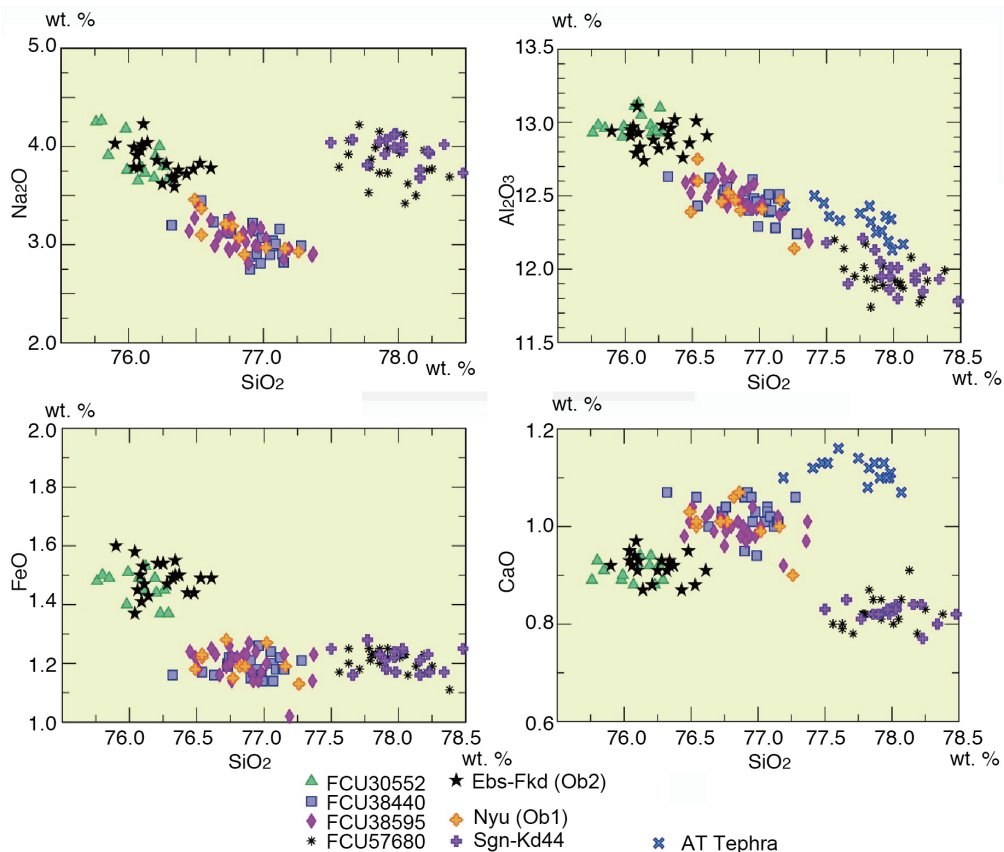 wt. %
5.0
4.0
3.0
2.0
Na2O
76.0
77.0
78.0
SiO2
wt. %
wt. %
13.5
13.0
12.5
12.0
11.5
Al2O3
76.0
76.5
77.0
77.5
78.0
78.5
SiO2
wt. %
wt. %
2.0
1.8
1.6
1.4
1.2
1.0
FeO
76.0
76.5
77.0
77.5
78.0
78.5
SiO2
wt. %
wt. %
1.2
1.0
0.8
0.6
CaO
76.0
76.5
77.0
77.5
78.0
78.5
SiO2
wt. %
FCU30552
FCU38440
FCU38595
FCU57680
Ebs-Fkd (Ob2)
Nyu (Ob1)
Sgn-Kd44
AT Tephra